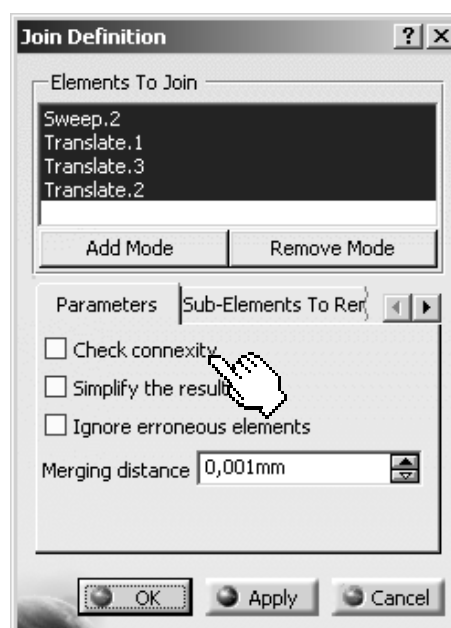 Join Definition ? ×
Elements To Join
Sweep.2
Translate.1
Translate.3
Translate.2
Add Mode Remove Mode
Parameters Sub-Elements To Rem
Check connexity
Simplify the result
Ignore erroneous elements
Merging distance 0,001mm
OK Apply Cancel